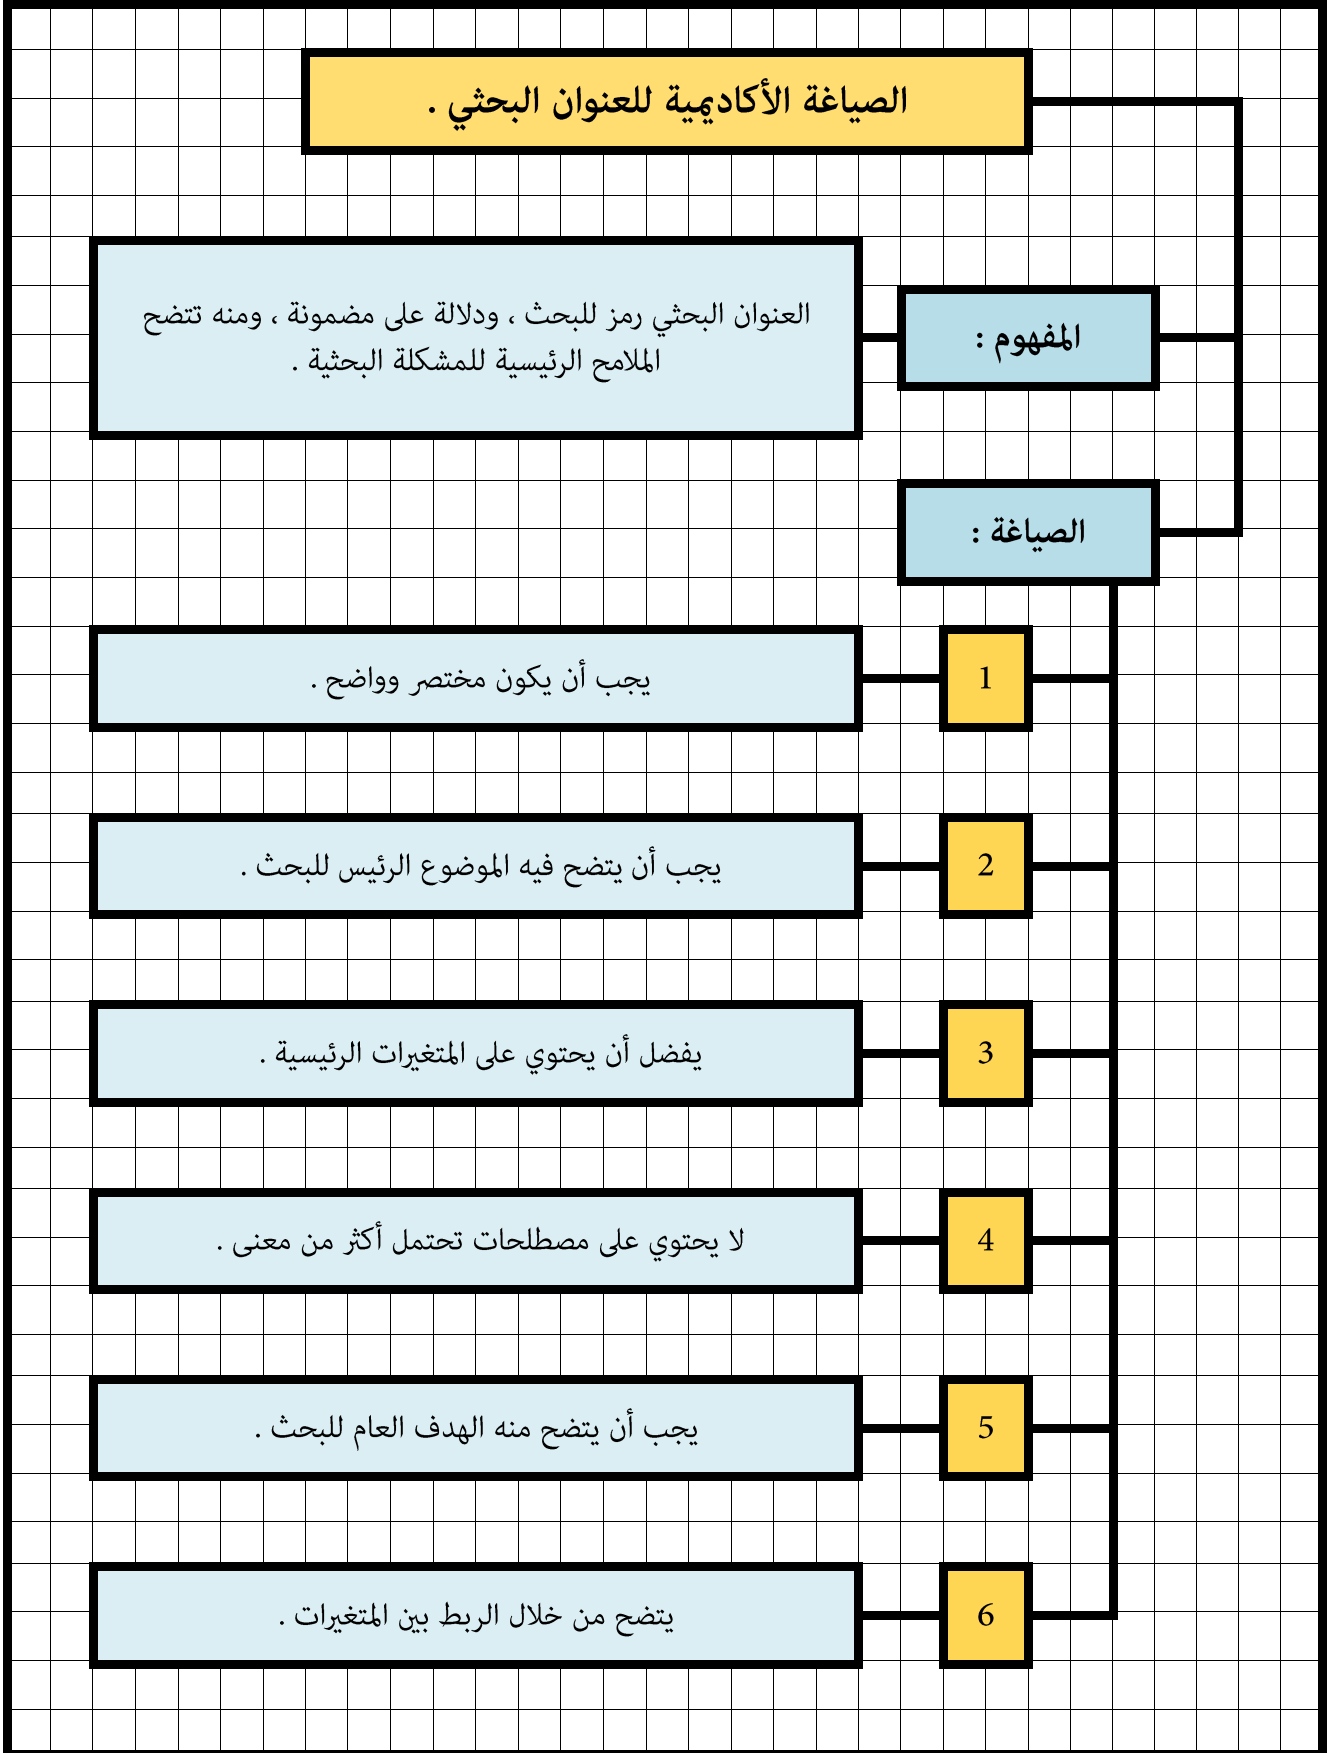 الصياغة الأكاديمية للعنوان البحثي .
المفهوم :
العنوان البحثي رمز للبحث ، ودلالة على مضمونة ، ومنه تتضح
الملامح الرئيسية للمشكلة البحثية .
الصياغة :
1
يجب أن يكون مختصر وواضح .
2
يجب أن يتضح فيه الموضوع الرئيس للبحث .
3
يفضل أن يحتوي على المتغيرات الرئيسية .
4
لا يحتوي على مصطلحات تحتمل أكثر من معنى .
5
يجب أن يتضح منه الهدف العام للبحث .
6
يتضح من خلال الربط بين المتغيرات .